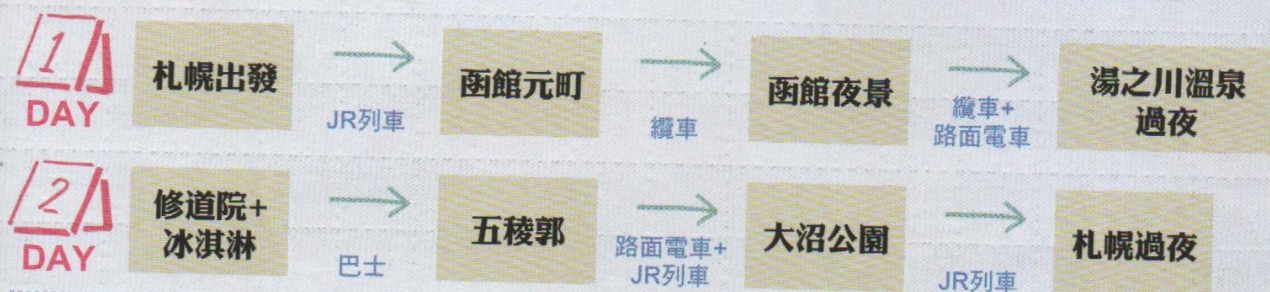 1
DAY
札幌出發
JR列車
函館元町
纜車
函館夜景
纜車+
路面電車
湯之川溫泉
過夜
2
DAY
修道院+
冰淇淋
巴士
五稜郭
路面電車+
JR列車
大沼公園
JR列車
札幌過夜